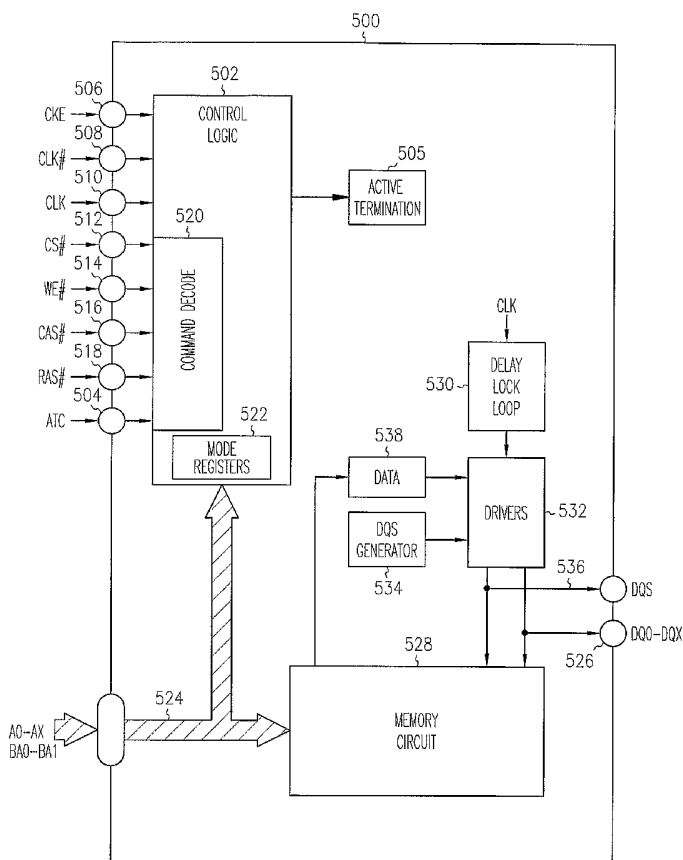 500
502
CONTROL
LOGIC
506
CKE
508
CLK#
510
CLK
512
CS#
514
WE#
516
CAS#
518
RAS#
504
ATC
520
COMMAND DECODE
522
MODE
REGISTERS
505
ACTIVE
TERMINATION
CLK
530
DELAY
LOCK
LOOP
538
DATA
DRIVERS
532
DQS
GENERATOR
534
536
DQS
DQ0-DQX
526
528
MEMORY
CIRCUIT
524
A0-AX
BA0-BA1